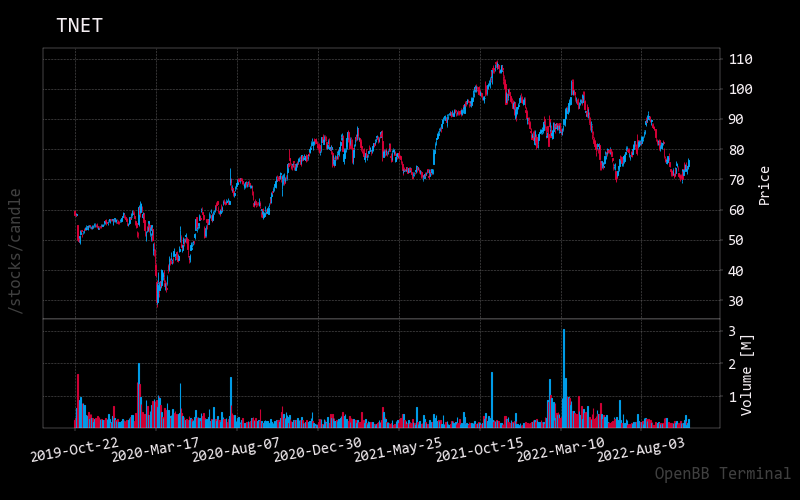 TNET
110
100
90
80
70
60
50
40
30
Price
3
2
1
Volume [M]
2019-Oct-22
2020-Mar-17
2020-Aug-07
2020-Dec-30
2021-May-25
2021-Oct-15
2022-Mar-10
2022-Aug-03
/stocks/candle
OpenBB Terminal